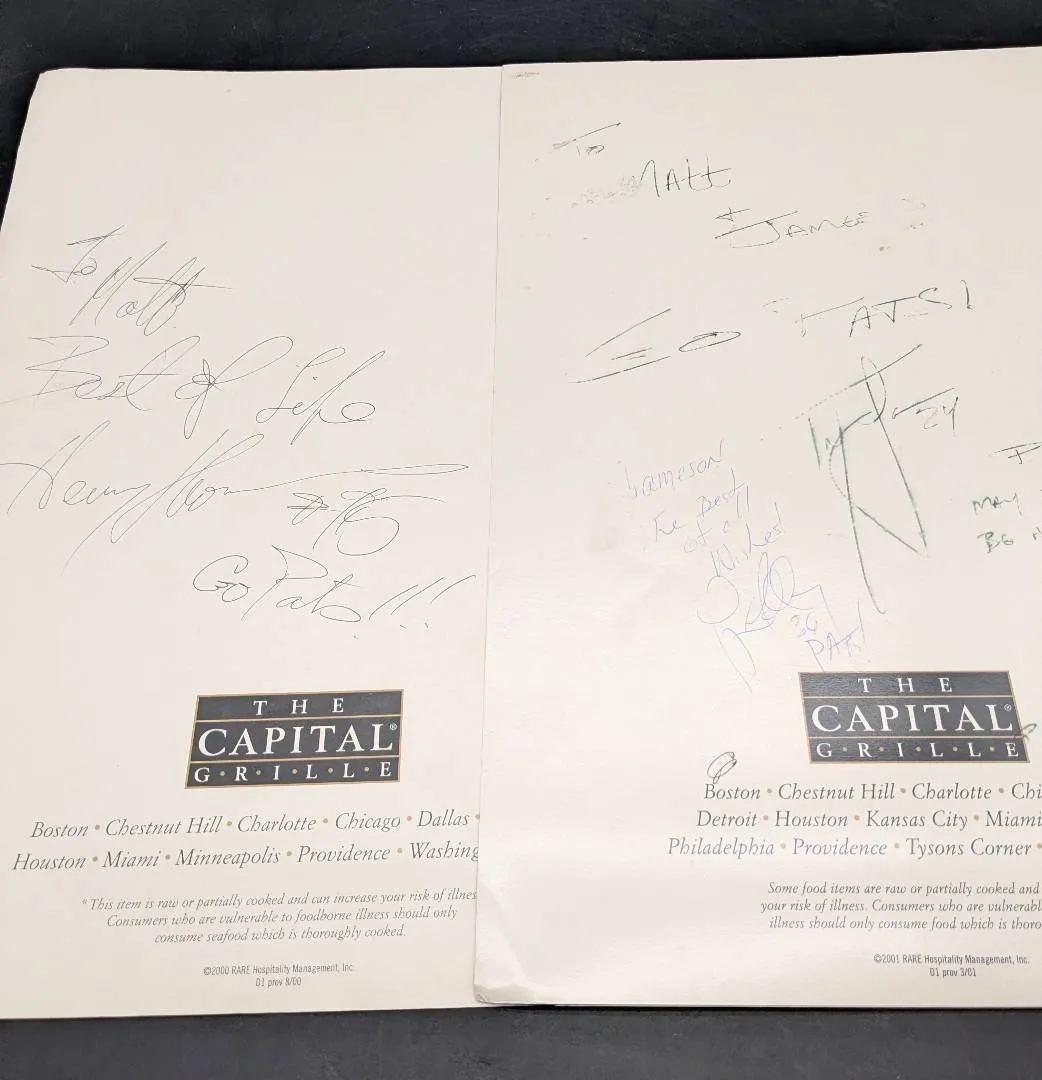 To
Matt
Best of Life
Go Pats!!!
THE
CAPITAL®
G·R·I·L·L·E
Boston • Chestnut Hill • Charlotte • Chicago • Dallas •
Houston • Miami • Minneapolis • Providence • Washing
* This item is raw or partially cooked and can increase your risk of illnes
Consumers who are vulnerable to foodborne illness should only
consume seafood which is thoroughly cooked.
©2000 RARE Hospitality Management, Inc.
01 prov 8/00
To
Matt
+ Jamee
Go Pats!
24
Jameson
The Best
of all
Wishes!
36
May
Be
THE
CAPITAL®
G·R·I·L·L·E
Boston • Chestnut Hill • Charlotte • Chi
Detroit • Houston • Kansas City • Miami
Philadelphia • Providence • Tysons Corner •
Some food items are raw or partially cooked and
your risk of illness. Consumers who are vulnerabl
illness should only consume food which is thoro
©2001 RARE Hospitality Management, Inc.
01 prov 3/01